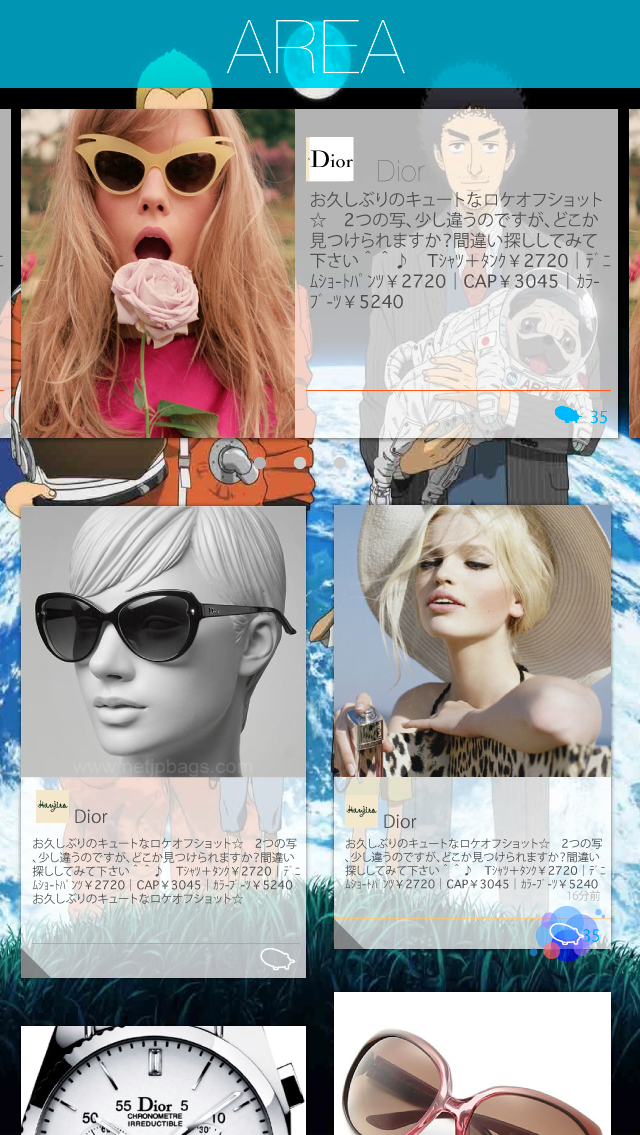 AREA
Dior
Dior
お久しぶりのキュートなロケオフショット
☆　2つの写、少し違うのですが、どこか
見つけられますか?間違い探ししてみて
下さい＾＾♪　Tｼｬﾂ＋ﾀﾝｸ￥2720｜ﾃﾞﾆ
ﾑｼｮｰﾄﾊﾟﾝﾂ￥2720｜CAP￥3045｜ｶﾗｰ
ﾌﾞｰﾂ￥5240
35
Dior
www.netjpbags.com
Dior
お久しぶりのキュートなロケオフショット☆　2つの写
、少し違うのですが、どこか見つけられますか?間違い
探ししてみて下さい＾＾♪　Tｼｬﾂ＋ﾀﾝｸ￥2720｜ﾃﾞﾆ
ﾑｼｮｰﾄﾊﾟﾝﾂ￥2720｜CAP￥3045｜ｶﾗｰﾌﾞｰﾂ￥5240
お久しぶりのキュートなロケオフショット☆
Dior
お久しぶりのキュートなロケオフショット☆　2つの写
、少し違うのですが、どこか見つけられますか?間違い
探ししてみて下さい＾＾♪　Tｼｬﾂ＋ﾀﾝｸ￥2720｜ﾃﾞﾆ
ﾑｼｮｰﾄﾊﾟﾝﾂ￥2720｜CAP￥3045｜ｶﾗｰﾌﾞｰﾂ￥5240
16分前
35
55 Dior 5
CHRONOMETRE
IRREDUCTIBLE
50
10